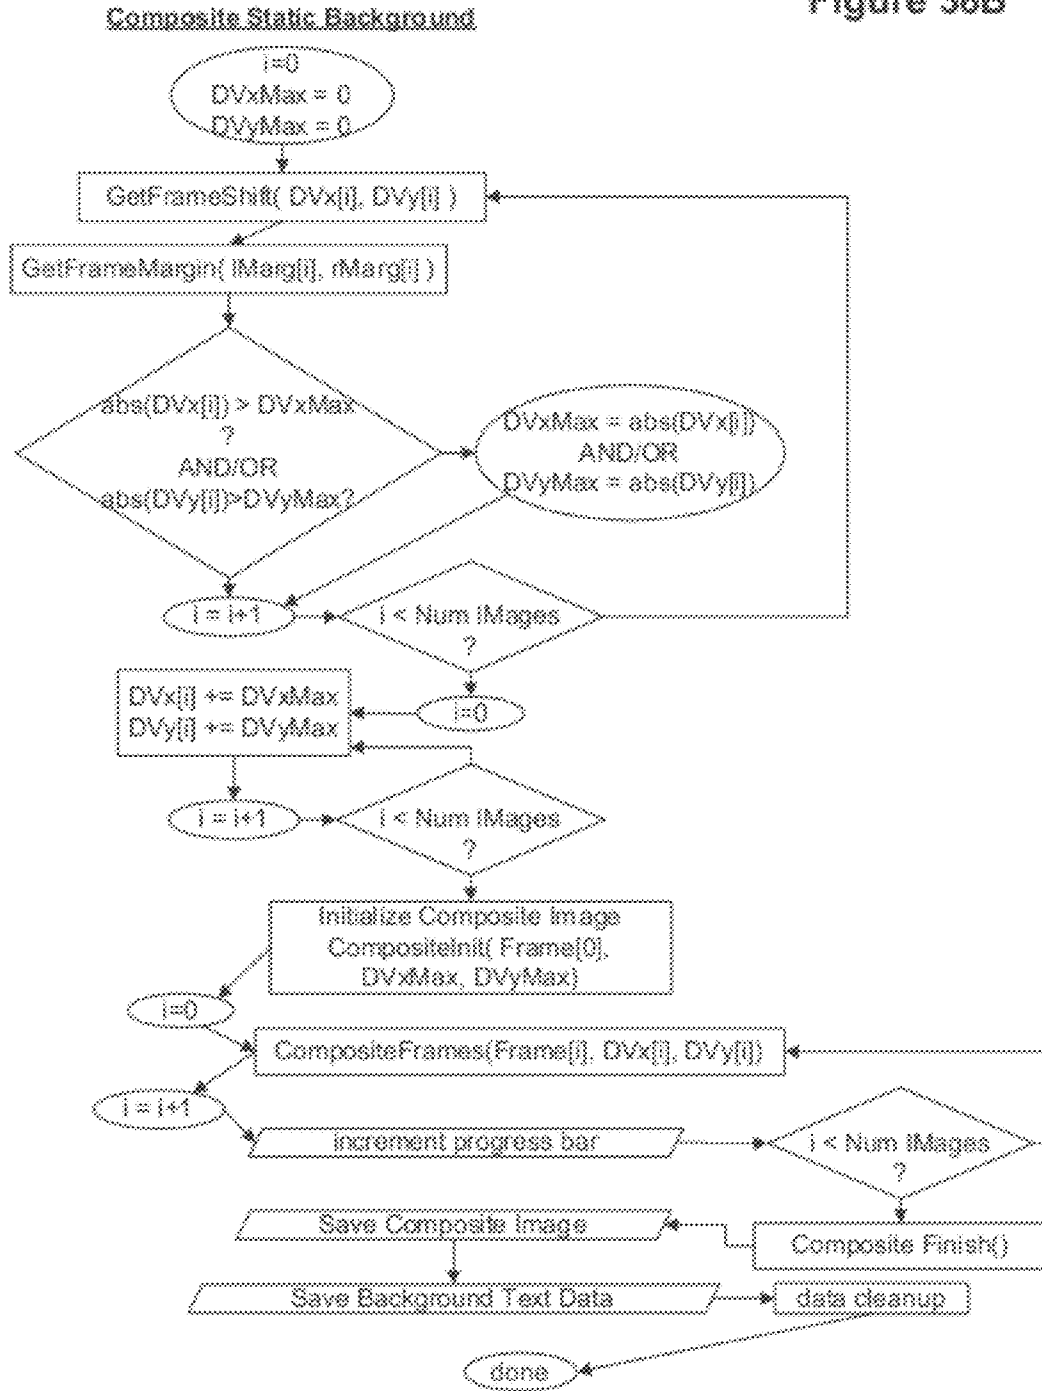 Figure 38B
Composite Static Background
i=0
DVxMax = 0
DVyMax = 0
GetFrameShift( DVx[i], DVy[i] )
GetFrameMargin( lMarg[i], rMarg[i] )
abs(DVx[i]) > DVxMax
?
AND/OR
abs(DVy[i])>DVyMax?
DVxMax = abs(DVx[i])
AND/OR
DVyMax = abs(DVy[i])
i = i+1
i < Num IMages
?
DVx[i] += DVxMax
DVy[i] += DVyMax
i=0
i = i+1
i < Num IMages
?
Initialize Composite Image
CompositeInit( Frame[0],
DVxMax, DVyMax)
i=0
CompositeFrames(Frame[i], DVx[i], DVy[i])
i = i+1
increment progress bar
i < Num IMages
?
Save Composite Image
Composite Finish()
Save Background Text Data
data cleanup
done